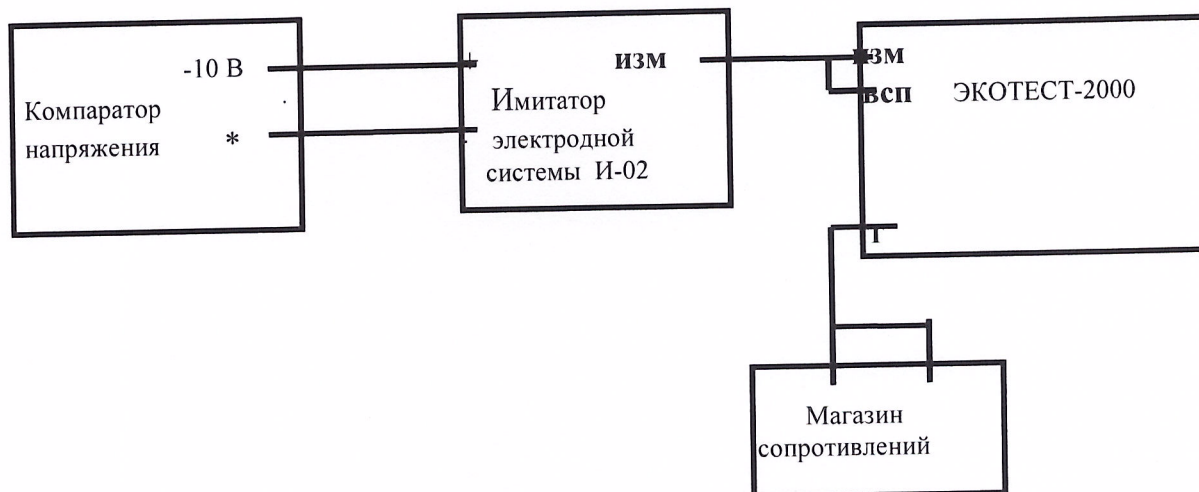 -10 В
Компаратор
напряжения *
+ изм
Имитатор
электродной
системы И-02
изм
всп ЭКОТЕСТ-2000
т
Магазин
сопротивлений